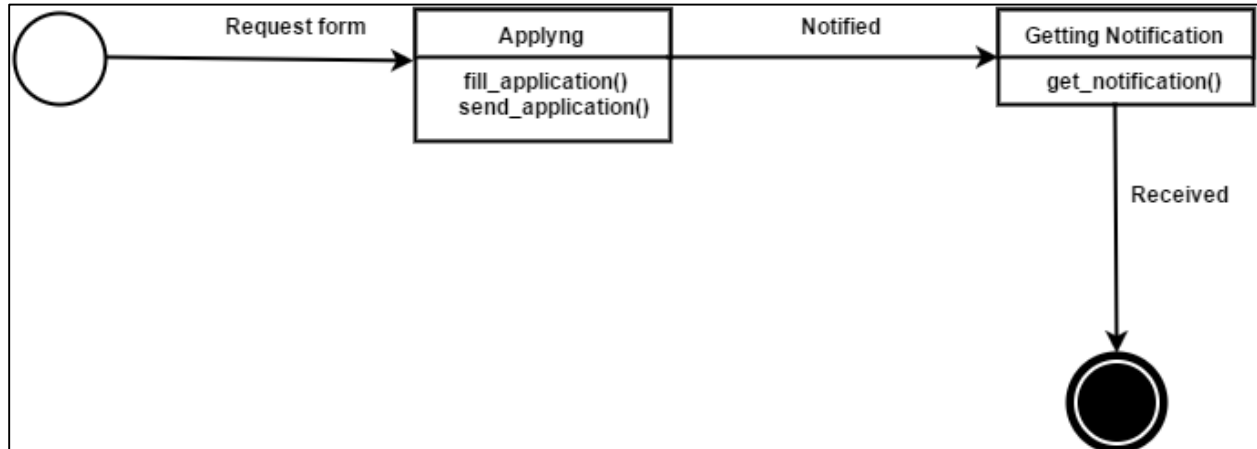 Request form
Applyng
fill_application()
send_application()
Notified
Getting Notification
get_notification()
Received